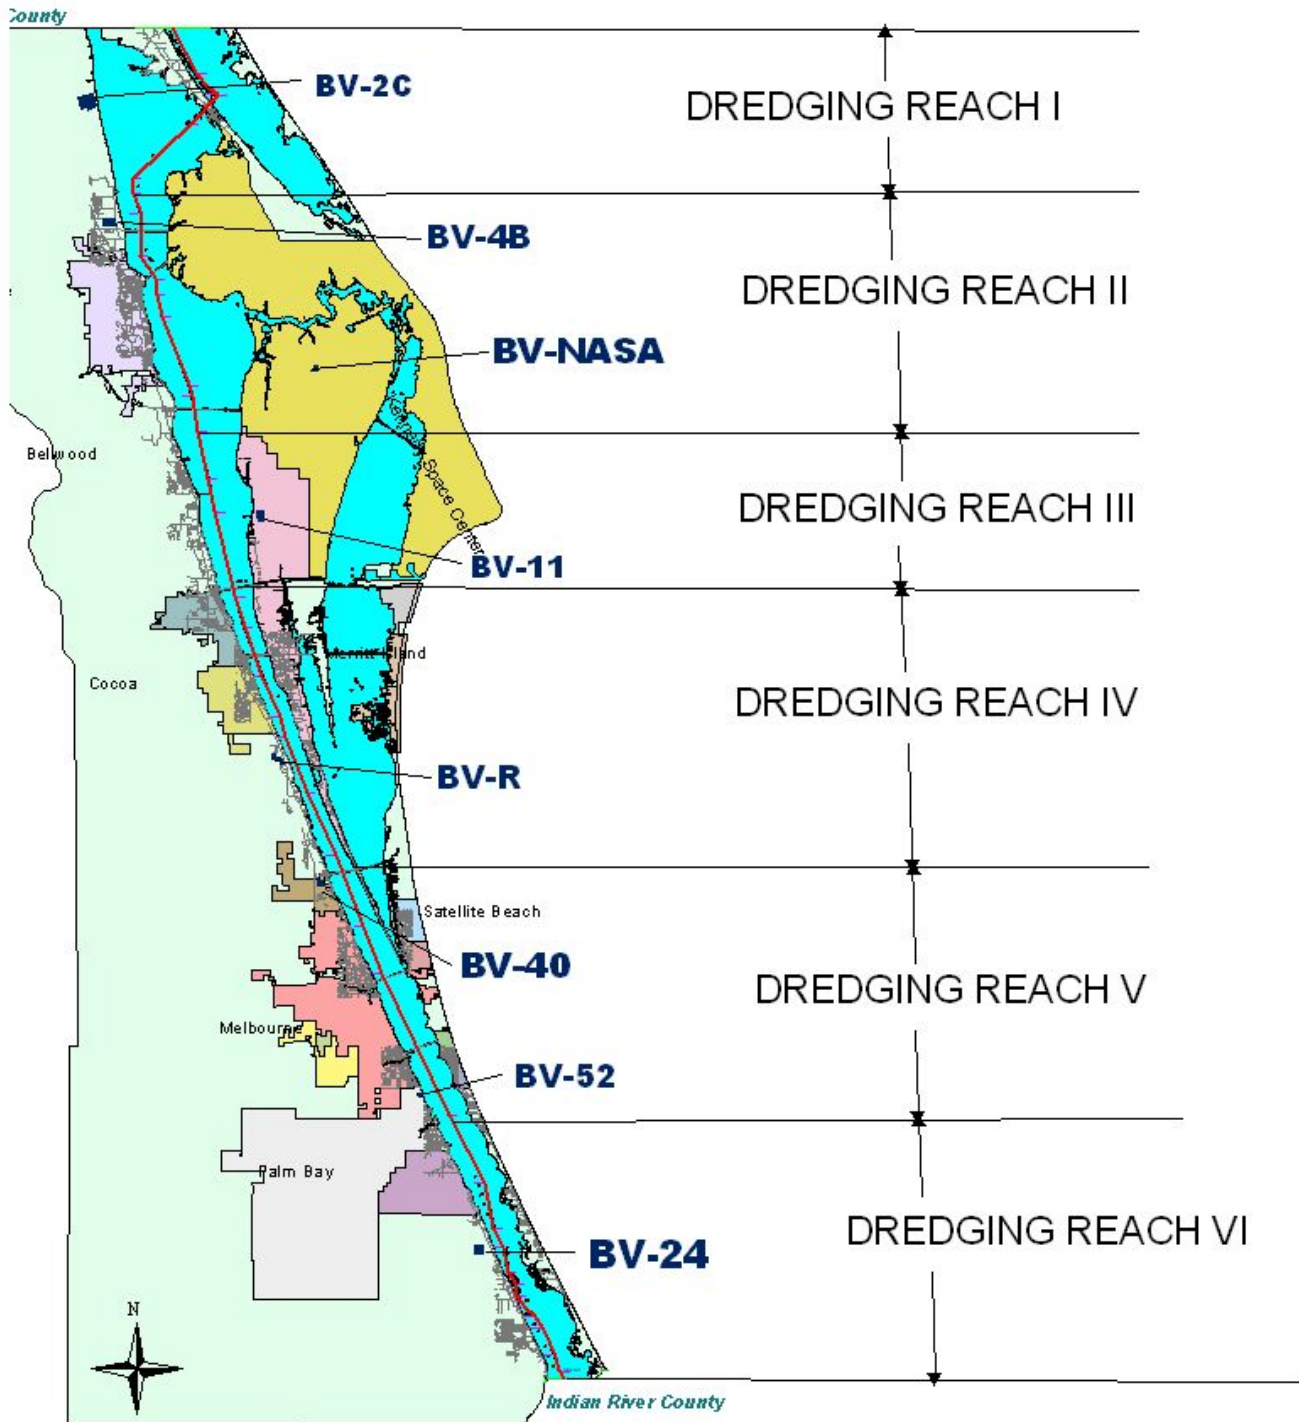 County
BV-2C
DREDGING REACH I
BV-4B
DREDGING REACH II
BV-NASA
Kennedy Space Center
Bellwood
DREDGING REACH III
BV-11
Merritt Island
Cocoa
DREDGING REACH IV
BV-R
Satellite Beach
BV-40
DREDGING REACH V
Melbourne
BV-52
Palm Bay
DREDGING REACH VI
BV-24
N
Indian River County